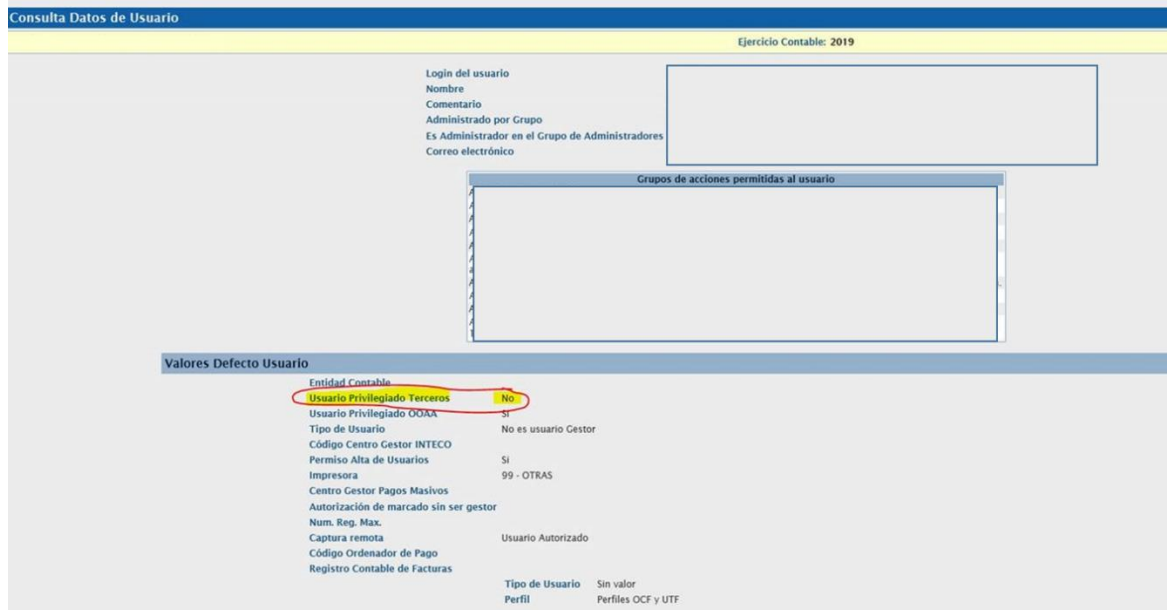 Consulta Datos de Usuario
Ejercicio Contable: 2019
Login del usuario
Nombre
Comentario
Administrado por Grupo
Es Administrador en el Grupo de Administradores
Correo electrónico
Grupos de acciones permitidas al usuario
Valores Defecto Usuario
Entidad Contable
Usuario Privilegiado Terceros No
Usuario Privilegiado OOAA Si
Tipo de Usuario No es usuario Gestor
Código Centro Gestor INTECO
Permiso Alta de Usuarios Si
Impresora 99 - OTRAS
Centro Gestor Pagos Masivos
Autorización de marcado sin ser gestor
Num. Reg. Max.
Captura remota Usuario Autorizado
Código Ordenador de Pago
Registro Contable de Facturas
Tipo de Usuario Sin valor
Perfil Perfiles OCF y UTF